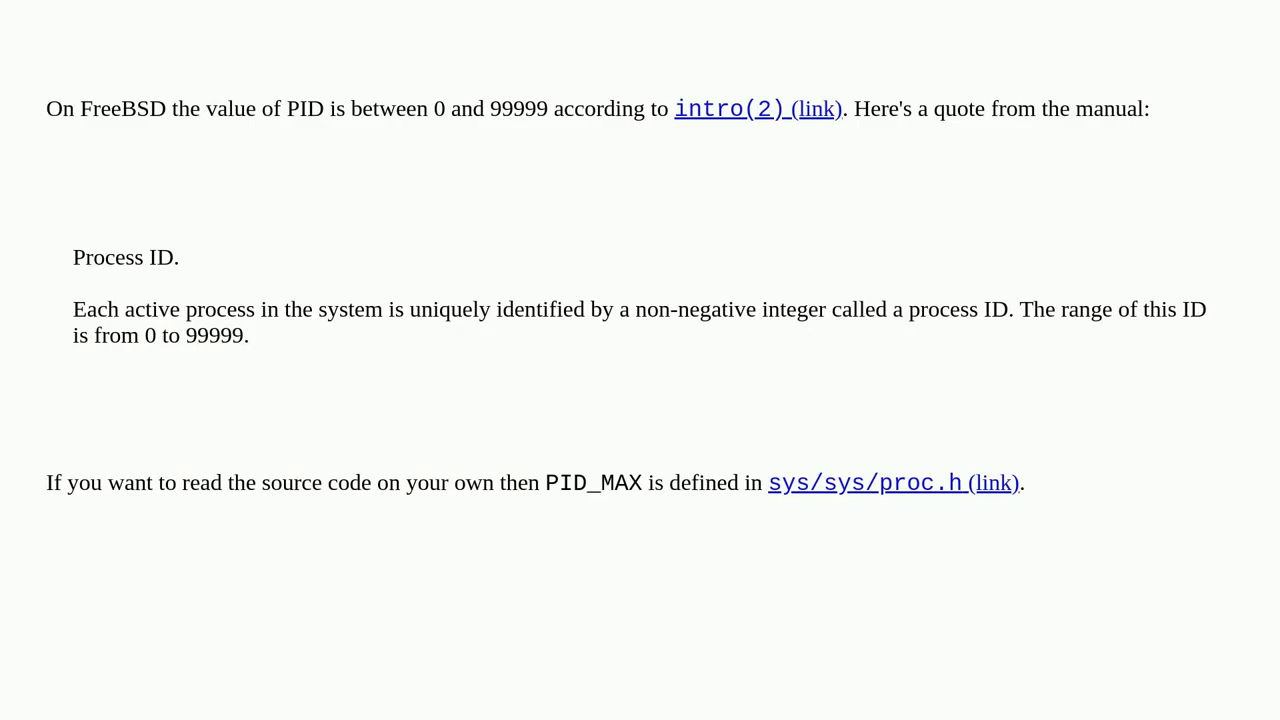 On FreeBSD the value of PID is between 0 and 99999 according to intro(2) (link). Here's a quote from the manual:
Process ID.
Each active process in the system is uniquely identified by a non-negative integer called a process ID. The range of this ID
is from 0 to 99999.
If you want to read the source code on your own then PID_MAX is defined in sys/sys/proc.h (link).